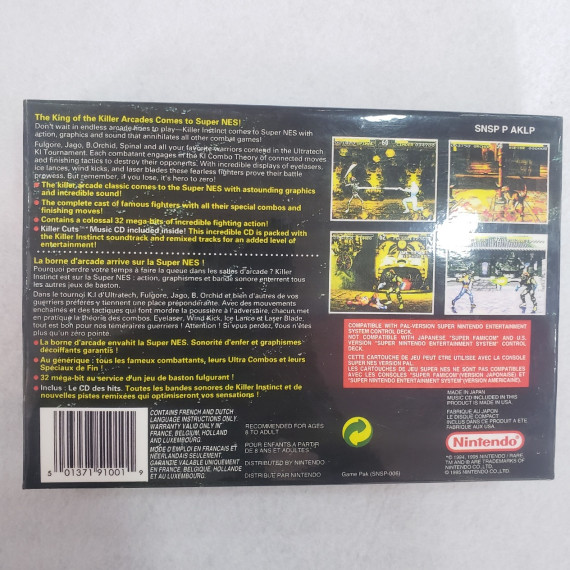 The King of the Killer Arcades Comes to Super NES!
Don't wait in endless arcade lines to play—Killer Instinct comes to Super NES with
action, graphics and sound that annihilates all other combat games!
Fulgore, Jago, B.Orchid, Spinal and all your favorite warriors contend in the Ultratech
KI Tournament. Each combatant engages the KI Combo Theory of connected moves
and finishing tactics to destroy their opponents. With incredible displays of eyelasers,
ice lances, wind kicks, and laser blades these fearless fighters prove their battle
prowess. But remember, if you lose, it's hero to zero!
The killer arcade classic comes to the Super NES with astounding graphics
and incredible sound!
The complete cast of famous fighters with all their special combos and
finishing moves!
Contains a colossal 32 mega-bits of incredible fighting action!
Killer Cuts™ Music CD included inside! This incredible CD is packed with
the Killer Instinct soundtrack and remixed tracks for an added level of
entertainment!
La borne d'arcade arrive sur la Super NES !
Pourquoi perdre votre temps à faire la queue dans les salles d'arcade ? Killer
Instinct est sur la Super NES : action, graphismes et bande sonore enterrent tous
les autres jeux de baston.
Dans le tournoi K.I d'Ultratech, Fulgore, Jago, B. Orchid et bien d'autres de vos
guerriers préférés y tiennent une place prépondérante. Avec des mouvements
enchaînés et des tactiques qui font mordre la poussière à l'adversaire, chacun met
en pratique la théorie des combos. Eyelaser, Wind Kick, Ice Lance et Laser Blade,
tout est bon pour nos téméraires guerriers ! Attention ! Si vous perdez, vous n'êtes
plus qu'un zéro.
La borne d'arcade envahit la Super NES. Sonorité d'enfer et graphismes
décoiffants garantis !
Au générique : tous les fameux combattants, leurs Ultra Combos et leurs
Spéciaux de Fin !
32 mega-bit au service d'un jeu de baston fulgurant !
Inclus : Le CD des hits. Toutes les bandes sonores de Killer Instinct et de
nouvelles pistes remixées qui optimiseront vos sensations !
SNSP P AKLP
COMPATIBLE WITH PAL-VERSION SUPER NINTENDO ENTERTAINMENT
SYSTEM CONTROL DECK.
NOT COMPATIBLE WITH JAPANESE "SUPER FAMICOM" AND U.S.
VERSION "SUPER NINTENDO ENTERTAINMENT SYSTEM" CONTROL
DECK.
CETTE CARTOUCHE DE JEU PEUT ETRE UTILISEE AVEC LA CONSOLE
SUPER NES VERSION PAL.
LES CARTOUCHES DE JEU SUPER NE SONT PAS COMPATIBLES
AVEC LES CONSOLES "SUPER FAMICOM" (VERSION JAPONAISE) ET
"SUPER NINTENDO ENTERTAINMENT SYSTEM" (VERSION AMERICAINE).
MADE IN JAPAN
MUSIC CD INCLUDED IN THIS
PRODUCT IS MADE IN USA.
FABRIQUE AU JAPON
LE DISQUE COMPACT
INCLUS DANS CE PRODUIT A ETE
FABRIQUE AUX USA.
Nintendo
© 1994, 1995 NINTENDO / RARE
TM AND ® ARE TRADEMARKS OF
NINTENDO CO., LTD.
© 1995 NINTENDO CO., LTD
CONTAINS FRENCH AND DUTCH
LANGUAGE INSTRUCTIONS ONLY.
WARRANTY VALID ONLY IN
FRANCE, BELGIUM, HOLLAND
AND LUXEMBOURG.
MODE D'EMPLOI EN FRANCAIS ET
NEERLANDAIS SEULEMENT.
GARANTIE VALABLE UNIQUEMENT
EN FRANCE, BELGIQUE, HOLLANDE
ET AU LUXEMBOURG.
RECOMMENDED FOR AGES
8 TO ADULT
POUR ENFANTS A PARTIR
DE 8 ANS ET ADULTES
DISTRIBUTED BY NINTENDO
DISTRIBUE PAR NINTENDO
Game Pak (SNSP-006)
5 01371 91001 9